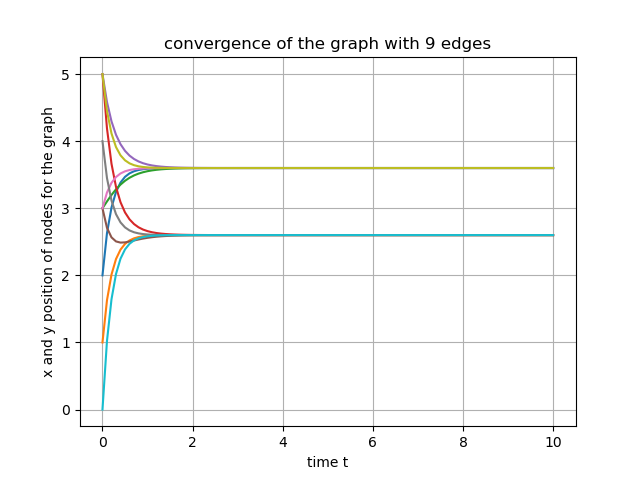 convergence of the graph with 9 edges
x and y position of nodes for the graph
5
4
3
2
1
0
0 2 4 6 8 10
time t